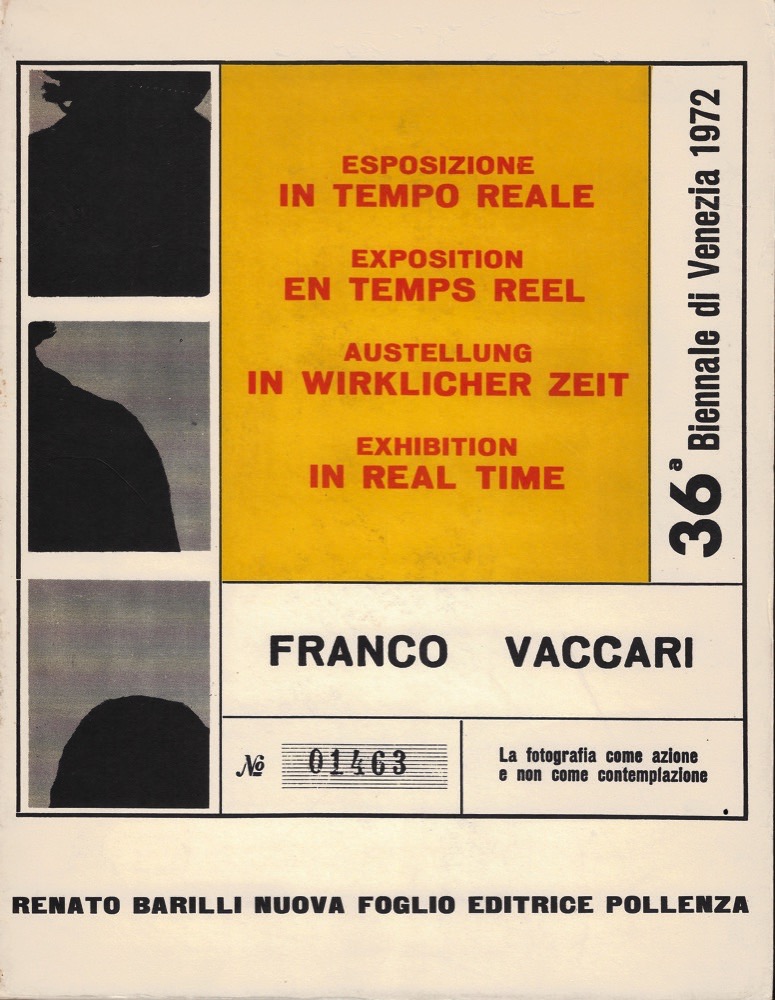 ESPOSIZIONE
IN TEMPO REALE
EXPOSITION
EN TEMPS REEL
AUSTELLUNG
IN WIRKLICHER ZEIT
EXHIBITION
IN REAL TIME
36ª Biennale di Venezia 1972
FRANCO VACCARI
№ 01463
La fotografia come azione
e non come contemplazione
RENATO BARILLI NUOVA FOGLIO EDITRICE POLLENZA